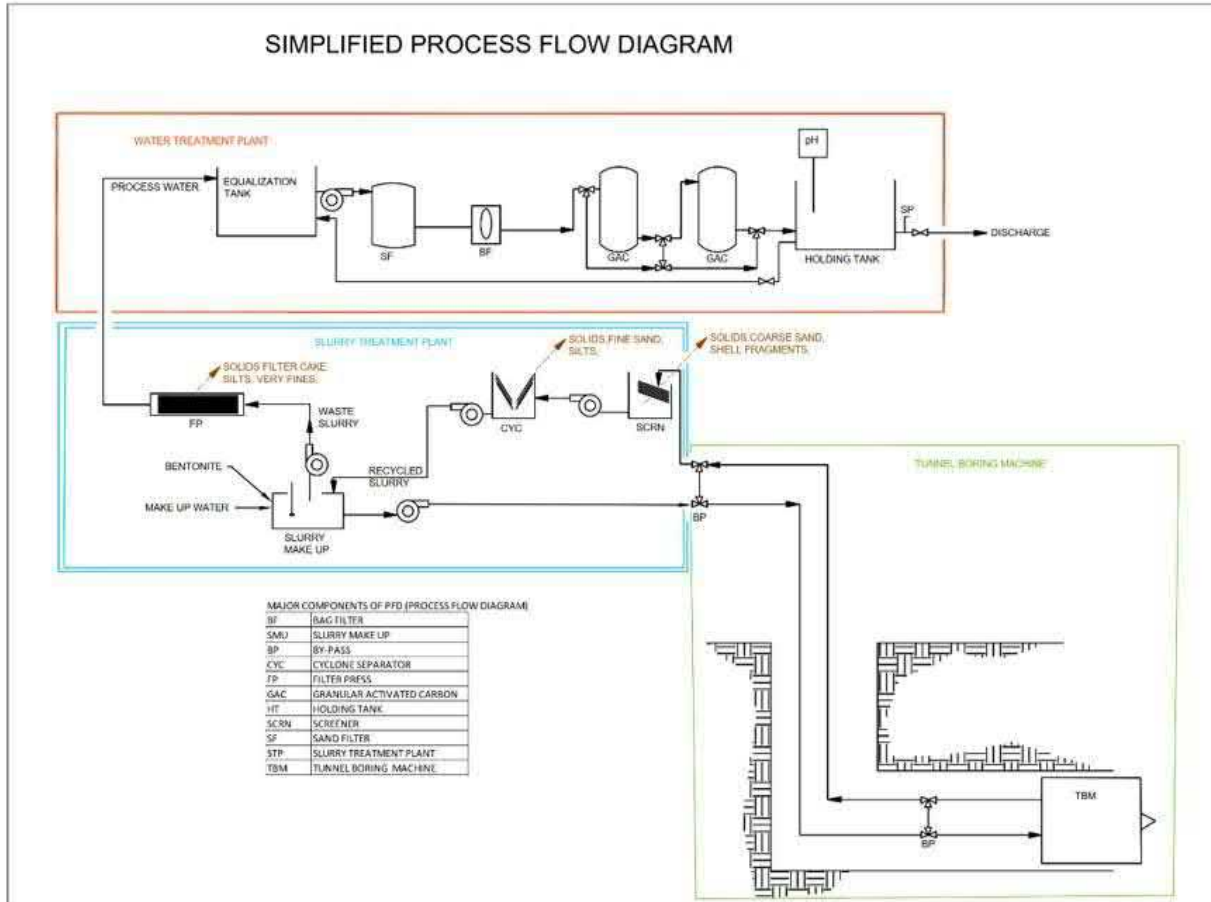 SIMPLIFIED PROCESS FLOW DIAGRAM
WATER TREATMENT PLANT
pH
PROCESS WATER
EQUALIZATION
TANK
SF
BF
GAC
GAC
HOLDING TANK
SP
DISCHARGE
SLURRY TREATMENT PLANT
SOLIDS FILTER CAKE
SILTS, VERY FINES.
SOLIDS,FINE SAND,
SILTS,
SOLIDS,COARSE SAND,
SHELL FRAGMENTS,
FP
WASTE
SLURRY
CYC
SCRN
BENTONITE
RECYCLED
SLURRY
MAKE UP WATER
SLURRY
MAKE UP
BP
TUNNEL BORING MACHINE
TBM
BP
MAJOR COMPONENTS OF PFD (PROCESS FLOW DIAGRAM)
BF BAG FILTER
SMU SLURRY MAKE UP
BP BY-PASS
CYC CYCLONE SEPARATOR
FP FILTER PRESS
GAC GRANULAR ACTIVATED CARBON
HT HOLDING TANK
SCRN SCREENER
SF SAND FILTER
STP SLURRY TREATMENT PLANT
TBM TUNNEL BORING MACHINE